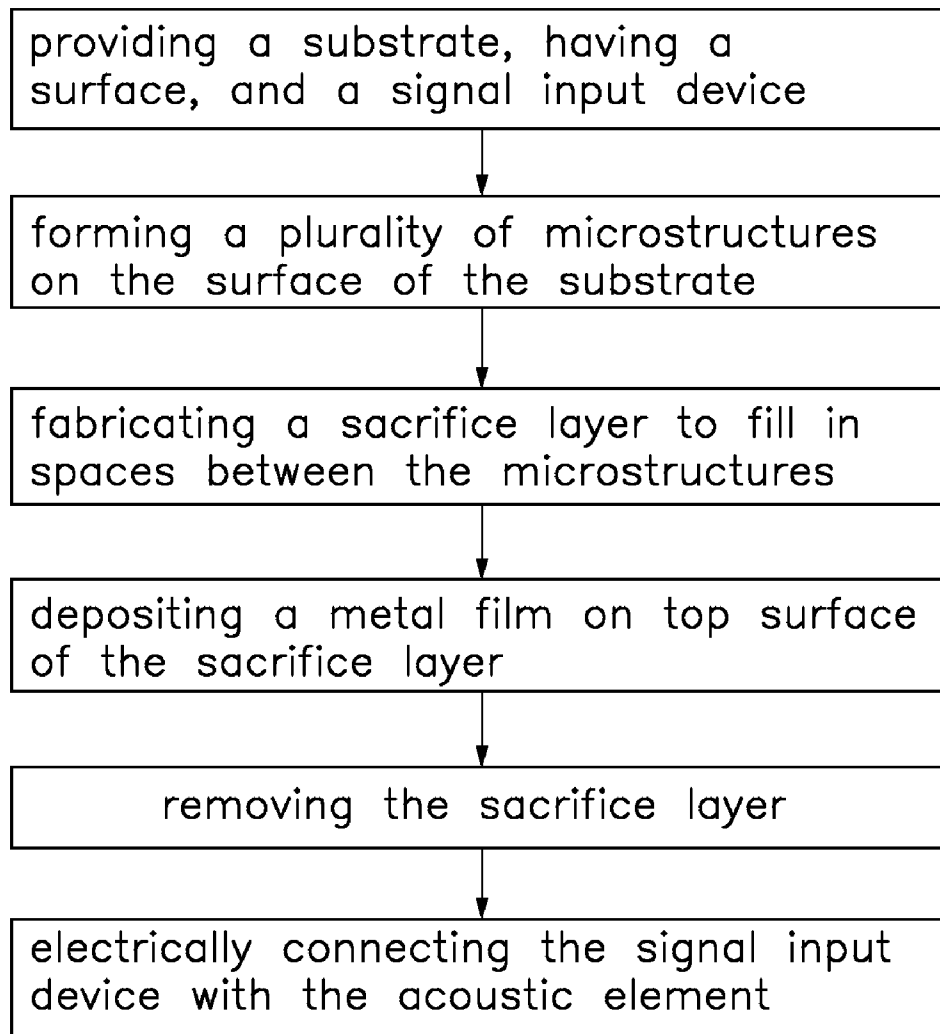 providing a substrate, having a
surface, and a signal input device
forming a plurality of microstructures
on the surface of the substrate
fabricating a sacrifice layer to fill in
spaces between the microstructures
depositing a metal film on top surface
of the sacrifice layer
removing the sacrifice layer
electrically connecting the signal input
device with the acoustic element